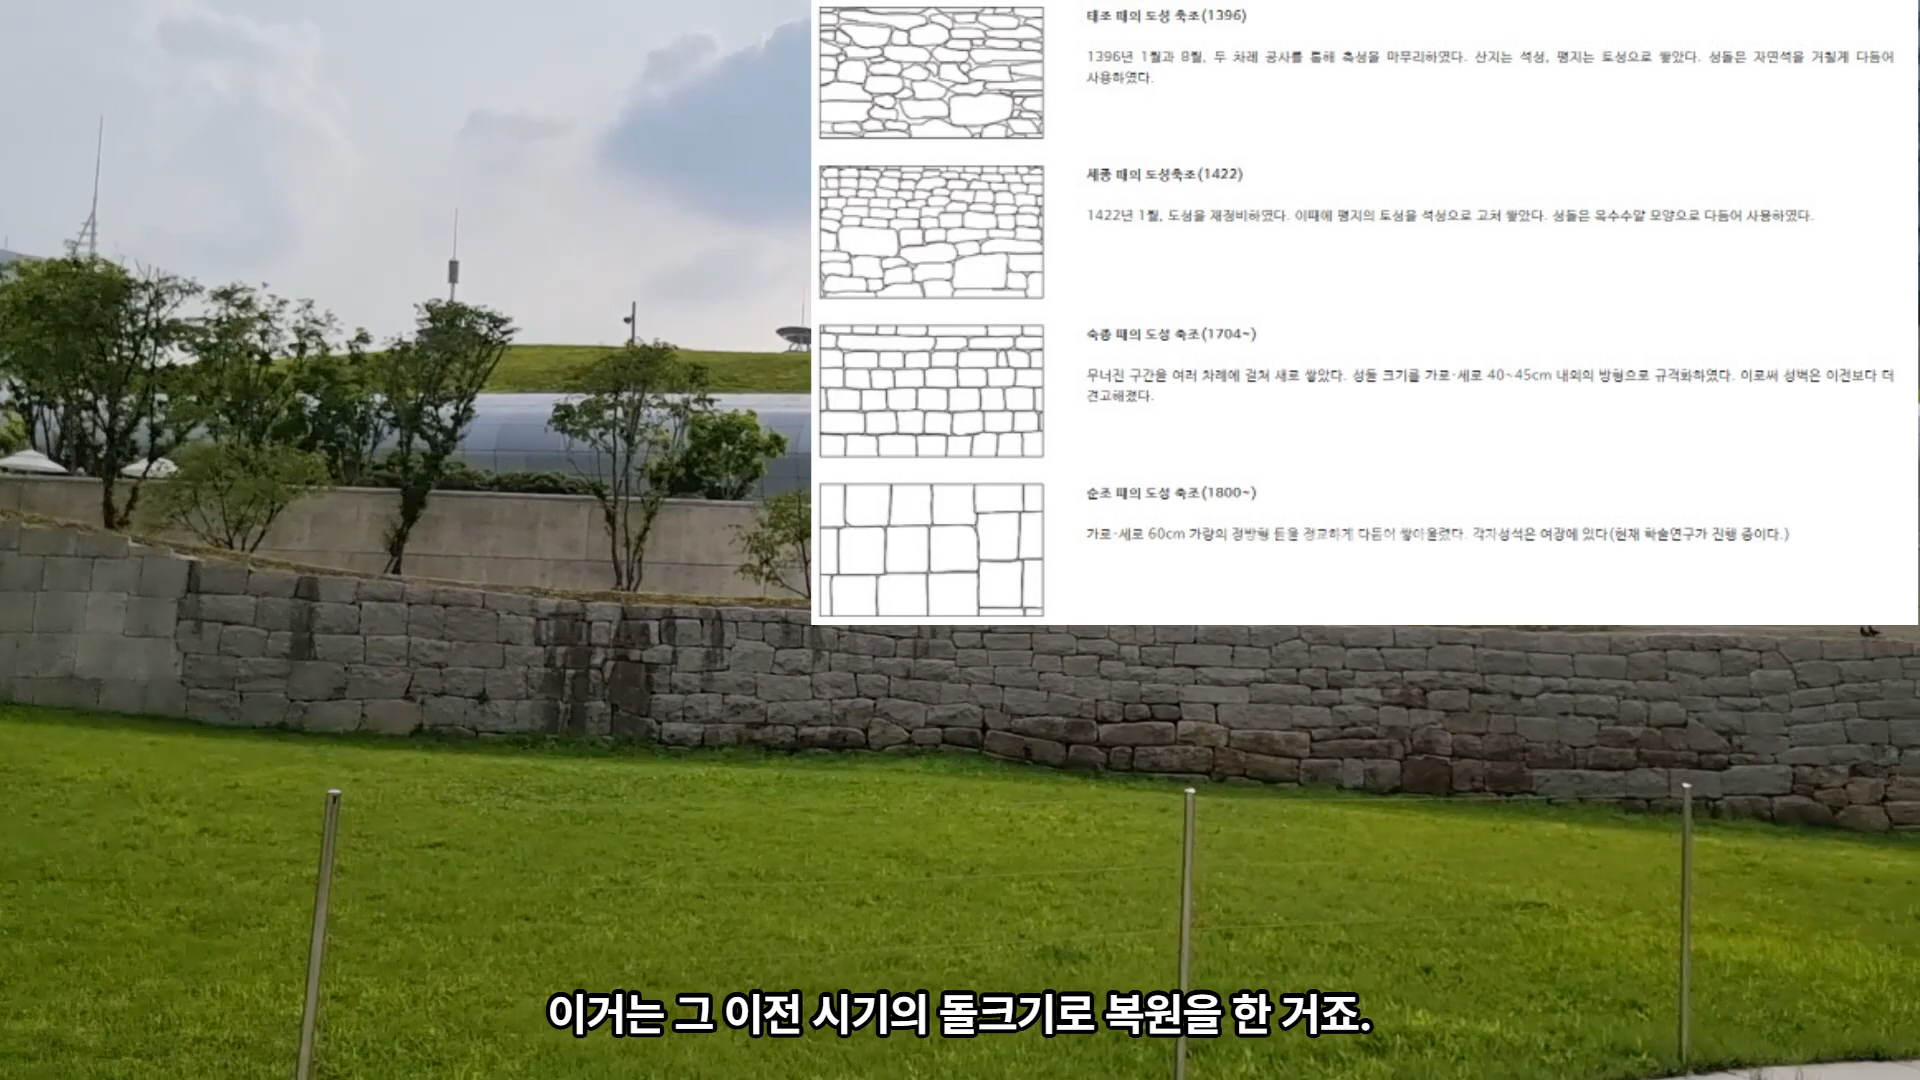 태조 때의 도성 축조(1396)
1396년 1월과 8월, 두 차례 공사를 통해 축성을 마무리하였다. 산지는 석성, 평지는 토성으로 쌓았다. 성돌은 자연석을 거칠게 다듬어
사용하였다.
세종 때의 도성축조(1422)
1422년 1월, 도성을 재정비하였다. 이때에 평지의 토성을 석성으로 고쳐 쌓았다. 성돌은 옥수수알 모양으로 다듬어 사용하였다.
숙종 때의 도성 축조(1704~)
무너진 구간을 여러 차례에 걸쳐 새로 쌓았다. 성돌 크기를 가로·세로 40~45cm 내외의 방형으로 규격화하였다. 이로써 성벽은 이전보다 더
견고해졌다.
순조 때의 도성 축조(1800~)
가로·세로 60cm 가량의 정방형 돌을 정교하게 다듬어 쌓아올렸다. 각자성석은 여장에 있다(현재 학술연구가 진행 중이다.)
이거는 그 이전 시기의 돌크기로 복원을 한 거죠.